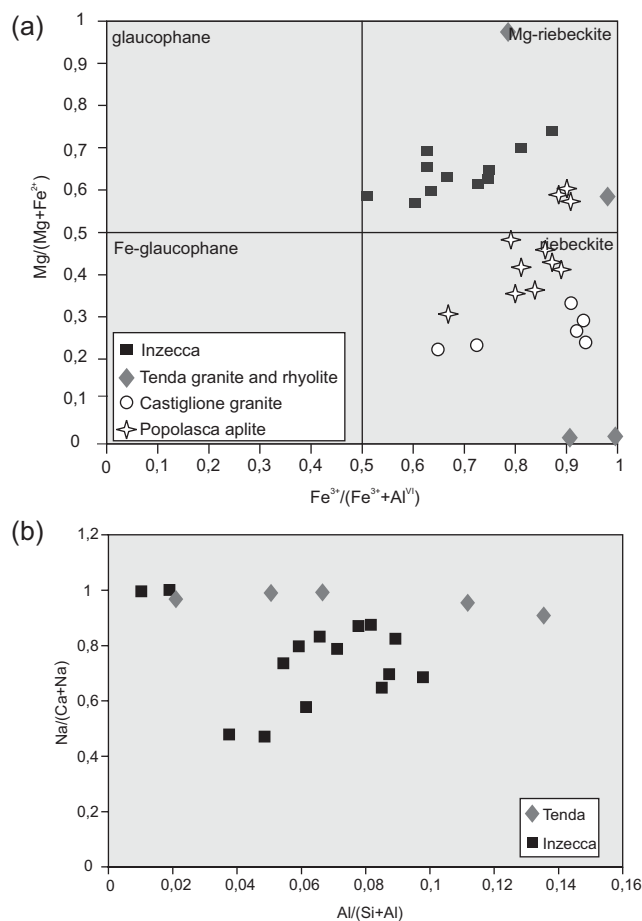 (a)
glaucophane Mg-riebeckite
Fe-glaucophane riebeckite
Mg/(Mg+Fe²⁺)
1
0,9
0,8
0,7
0,6
0,5
0,4
0,3
0,2
0,1
0
Inzecca
Tenda granite and rhyolite
Castiglione granite
Popolasca aplite
0 0,1 0,2 0,3 0,4 0,5 0,6 0,7 0,8 0,9 1
Fe³⁺/(Fe³⁺+Alⱽᴵ)
(b)
Na/(Ca+Na)
1,2
1
0,8
0,6
0,4
0,2
0
Tenda
Inzecca
0 0,02 0,04 0,06 0,08 0,1 0,12 0,14 0,16
Al/(Si+Al)